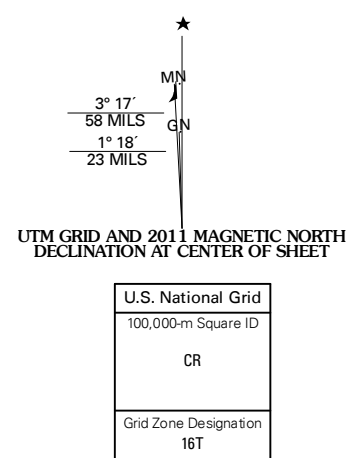 ★
MN
3° 17´
58 MILS
GN
1° 18´
23 MILS
UTM GRID AND 2011 MAGNETIC NORTH
DECLINATION AT CENTER OF SHEET
U.S. National Grid
100,000-m Square ID
CR
Grid Zone Designation
16T